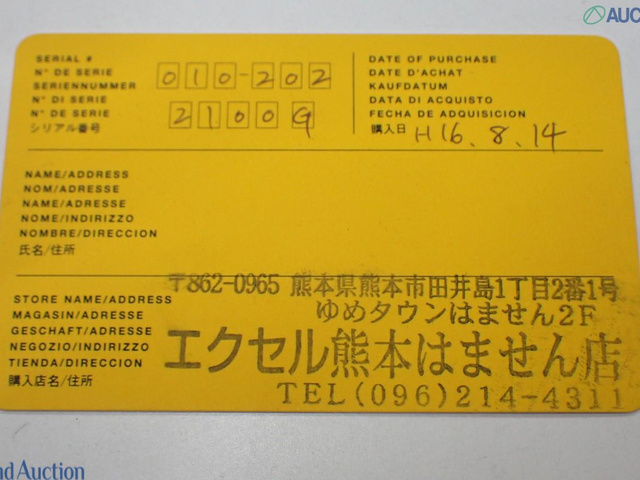 AUC
SERIAL #
N° DE SERIE
SERIENNUMMER
N° DI SERIE
N° DE SERIE
シリアル番号
010-202
2100G
DATE OF PURCHASE
DATE D'ACHAT
KAUFDATUM
DATA DI ACQUISTO
FECHA DE ADQUISICION
購入日 H16.8.14
NAME/ADDRESS
NOM/ADRESSE
NAME/ADRESSE
NOME/INDIRIZZO
NOMBRE/DIRECCION
氏名/住所
STORE NAME/ADDRESS
MAGASIN/ADRESSE
GESCHAFT/ADRESSE
NEGOZIO/INDIRIZZO
TIENDA/DIRECCION
購入店名/住所
〒862-0965 熊本県熊本市田井島1丁目2番1号
ゆめタウンはません2F
エクセル熊本はません店
TEL(096)214-4311
nd Auction